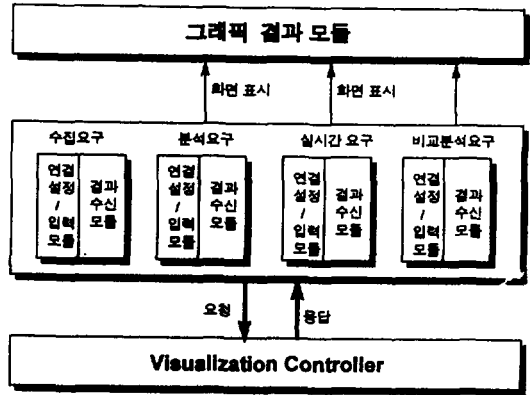 그래픽 결과 모듈
화면 표시
화면 표시
수집요구
분석요구
실시간 요구
비교분석요구
연결
설정
/
입력
모듈
결과
수신
모듈
연결
설정
/
입력
모듈
결과
수신
모듈
연결
설정
/
입력
모듈
결과
수신
모듈
연결
설정
/
입력
모듈
결과
수신
모듈
요청
응답
Visualization Controller